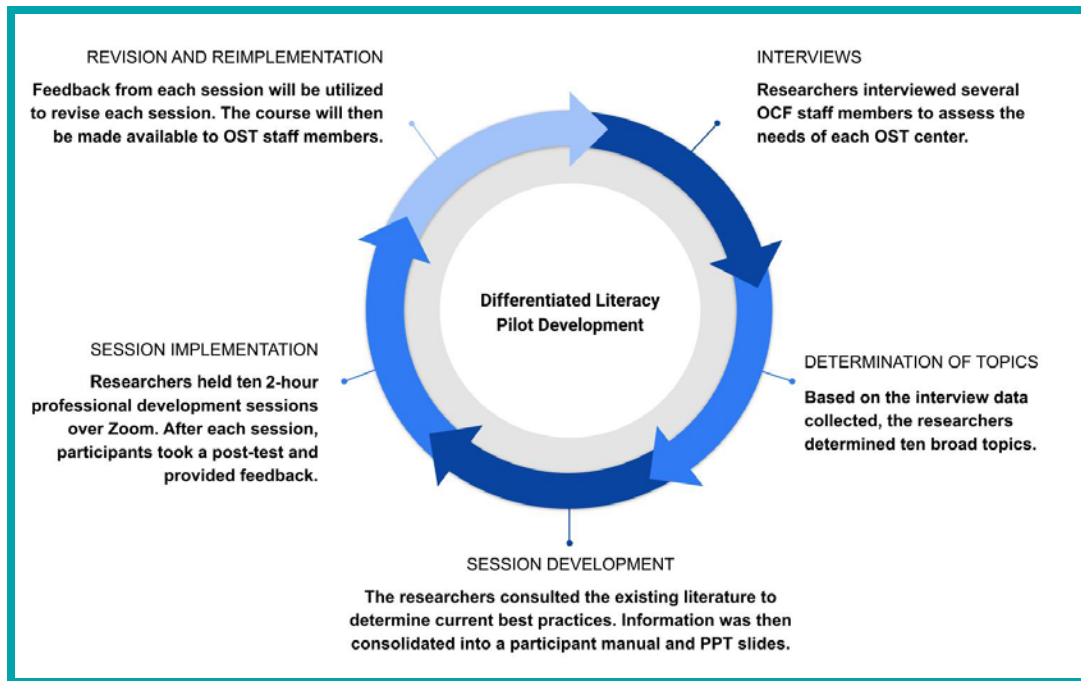 REVISION AND REIMPLEMENTATION
Feedback from each session will be utilized
to revise each session. The course will then
be made available to OST staff members.
INTERVIEWS
Researchers interviewed several
OCF staff members to assess the
needs of each OST center.
Differentiated Literacy
Pilot Development
SESSION IMPLEMENTATION
Researchers held ten 2-hour
professional development sessions
over Zoom. After each session,
participants took a post-test and
provided feedback.
DETERMINATION OF TOPICS
Based on the interview data
collected, the researchers
determined ten broad topics.
SESSION DEVELOPMENT
The researchers consulted the existing literature to
determine current best practices. Information was then
consolidated into a participant manual and PPT slides.